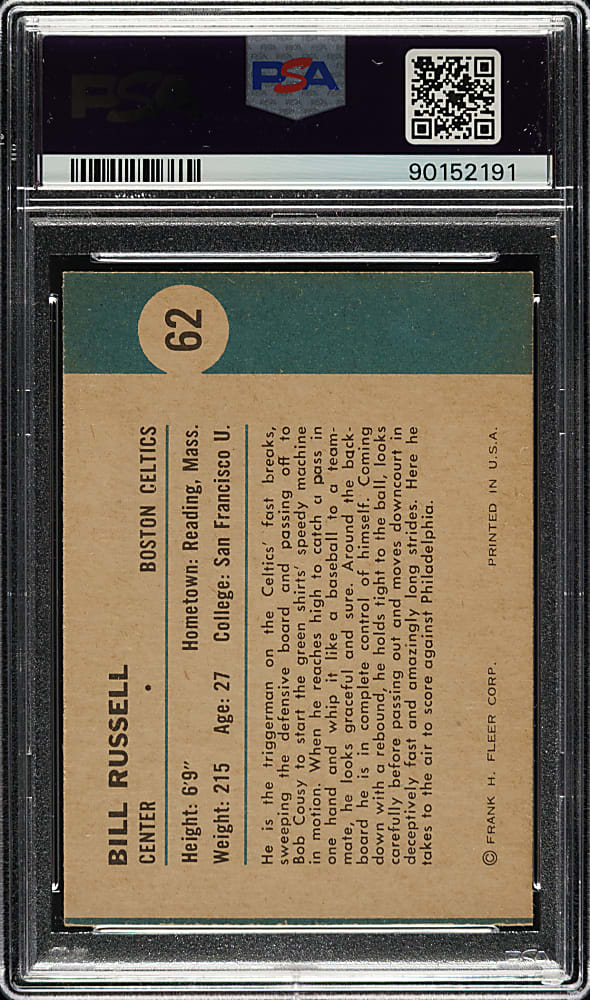 PSA
PSA
90152191
62
BILL RUSSELL
CENTER • BOSTON CELTICS
Height: 6'9" Hometown: Reading, Mass.
Weight: 215 Age: 27 College: San Francisco U.
He is the triggerman on the Celtics' fast breaks,
sweeping the defensive board and passing off to
Bob Cousy to start the green shirts' speedy machine
in motion. When he reaches high to catch a pass in
one hand and whip it like a baseball to a team-
mate, he looks graceful and sure. Around the back-
board he is in complete control of himself. Coming
down with a rebound, he holds tight to the ball, looks
carefully before passing out and moves downcourt in
deceptively fast and amazingly long strides. Here he
takes to the air to score against Philadelphia.
© FRANK H. FLEER CORP. PRINTED IN U.S.A.